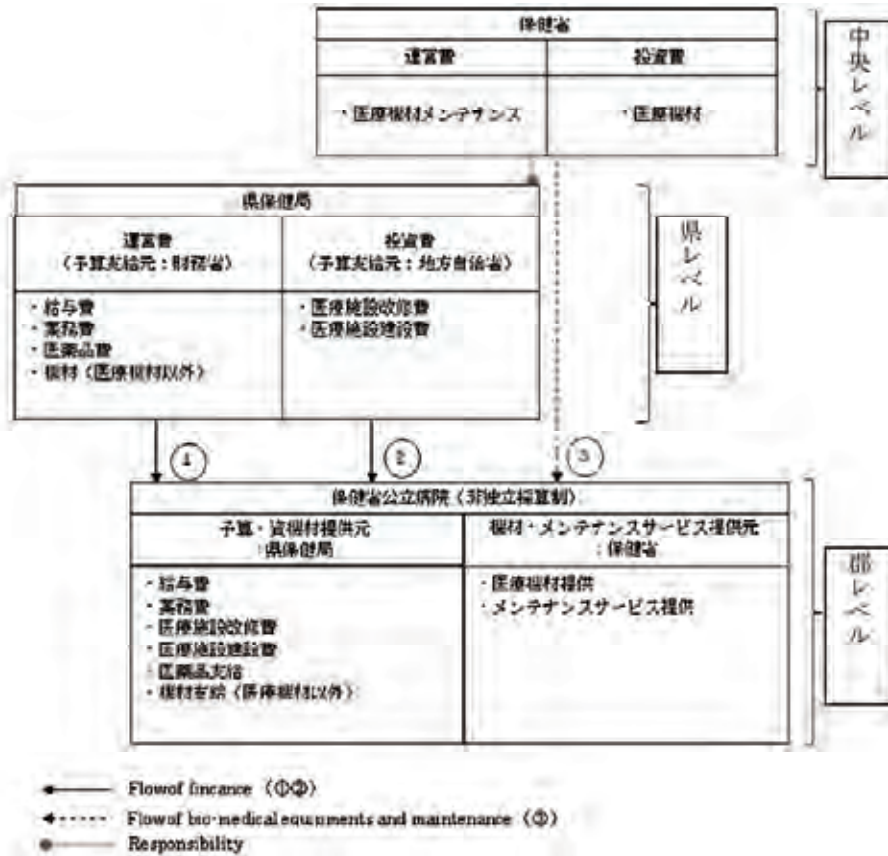 保健省
運営費
投資費
・医療機材メンテナンス
・医療機材
中央レベル
県保健局
運営費
(予算支給元:財務省)
投資費
(予算支給元:地方自治省)
・給与費
・業務費
・医薬品費
・機材(医療機材以外)
・医療施設改修費
・医療施設建設費
県レベル
①
②
③
保健省公立病院(非独立採算制)
予算・資機材提供元
:県保健局
機材・メンテナンスサービス提供元
:保健省
・給与費
・業務費
・医療施設改修費
・医療施設建設費
・医薬品支給
・機材支給(医療機材以外)
・医療機材提供
・メンテナンスサービス提供
郡レベル
Flowof fincance (①②)
Flowof bio-medical equipments and maintenance (③)
Responsibility